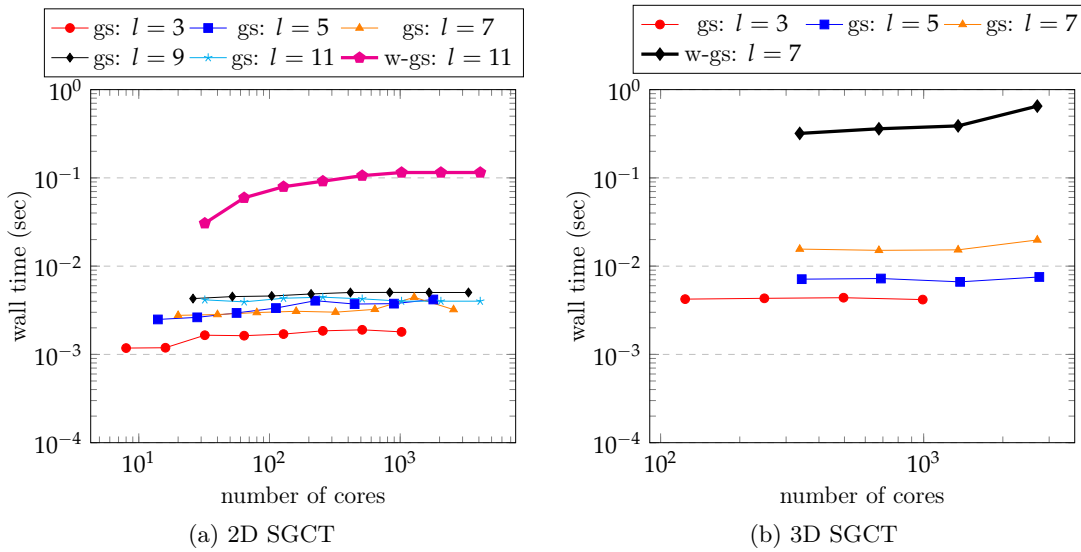 gs: l = 3 gs: l = 5 gs: l = 7
gs: l = 9 gs: l = 11 w-gs: l = 11
10^0
10^−1
10^−2
10^−3
10^−4
wall time (sec)
10^1 10^2 10^3
number of cores
(a) 2D SGCT
gs: l = 3 gs: l = 5 gs: l = 7
w-gs: l = 7
10^0
10^−1
10^−2
10^−3
10^−4
wall time (sec)
10^2 10^3
number of cores
(b) 3D SGCT